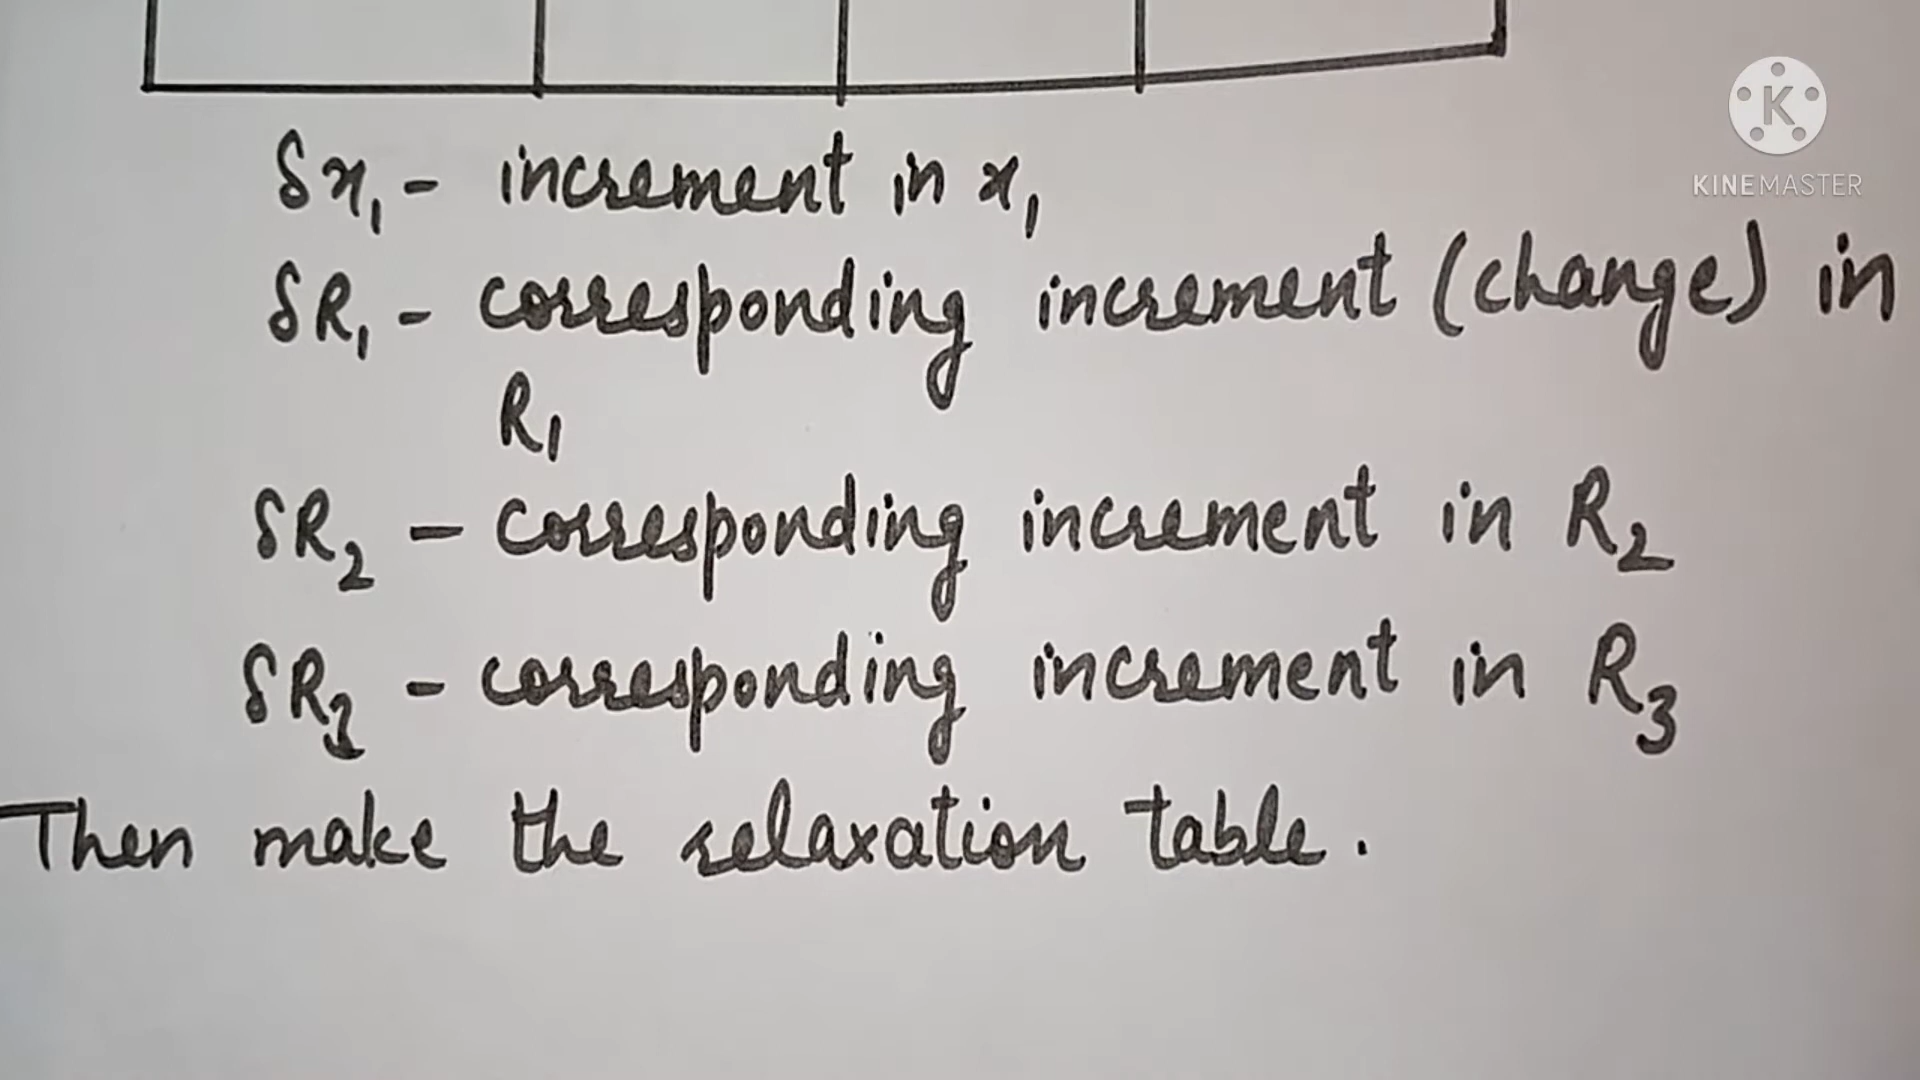 K
KINEMASTER
δx₁ - increment in x₁
δR₁ - corresponding increment (change) in
R₁
δR₂ - corresponding increment in R₂
δR₃ - corresponding increment in R₃
Then make the relaxation table.